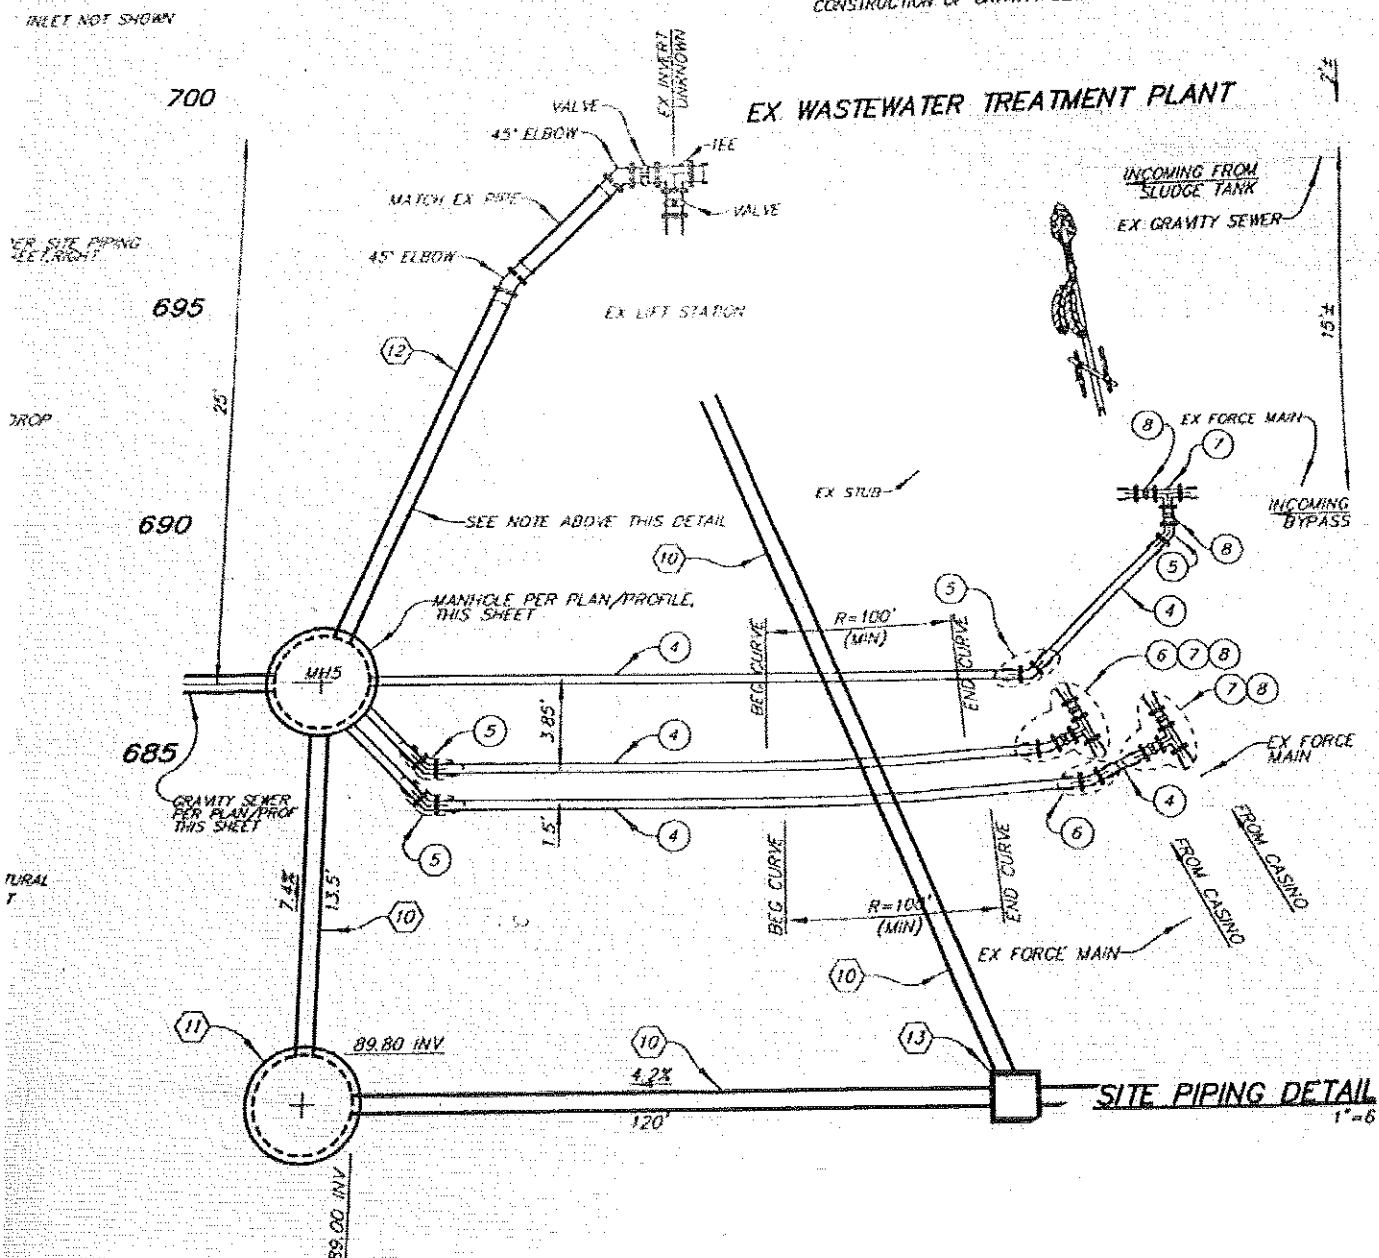 INLET NOT SHOWN
CONSTRUCTION OF
700
EX INVERT
UNKNOWN
VALVE
45° ELBOW
TEE
EX WASTEWATER TREATMENT PLANT
2'±
MATCH EX PIPE
VALVE
INCOMING FROM
SLUDGE TANK
EX GRAVITY SEWER
ER SITE PIPING
RIGHT
45° ELBOW
695
EX LIFT STATION
15'±
12
25'
DROP
8
EX FORCE MAIN
7
EX STUB
690
SEE NOTE ABOVE THIS DETAIL
INCOMING
BYPASS
10
8
5
5
4
MANHOLE PER PLAN/PROFILE,
THIS SHEET
R=100'
(MIN)
BEG CURVE
END CURVE
4
6 7 8
MH5
7 8
685
5
3.85'
4
EX FORCE
MAIN
GRAVITY SEWER
PER PLAN/PROF
THIS SHEET
4
1.5'
4
6
5
BEG CURVE
END CURVE
FROM CASINO
FROM CASINO
TURAL
T
7.4%
13.5'
10
R=100'
(MIN)
EX FORCE MAIN
10
11
89.80 INV
10
13
4.2%
120'
SITE PIPING DETAIL
1"=6
89.00 INV